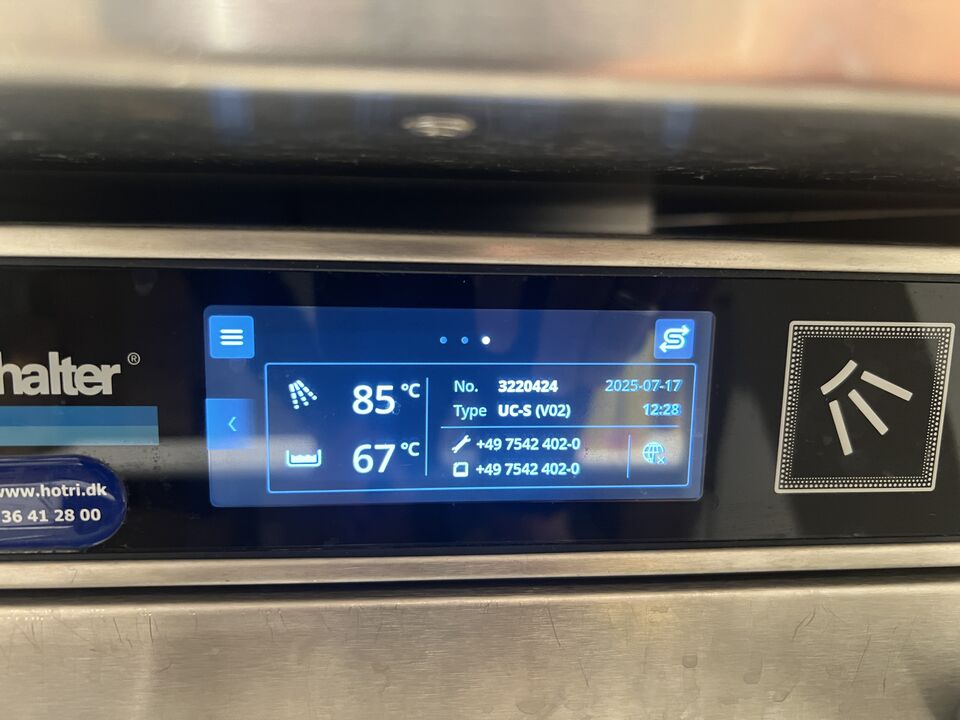 halter®
www.hotri.dk
36 41 28 00
85 °C
67 °C
No. 3220424 2025-07-17
Type UC-S (V02) 12:28
+49 7542 402-0
+49 7542 402-0